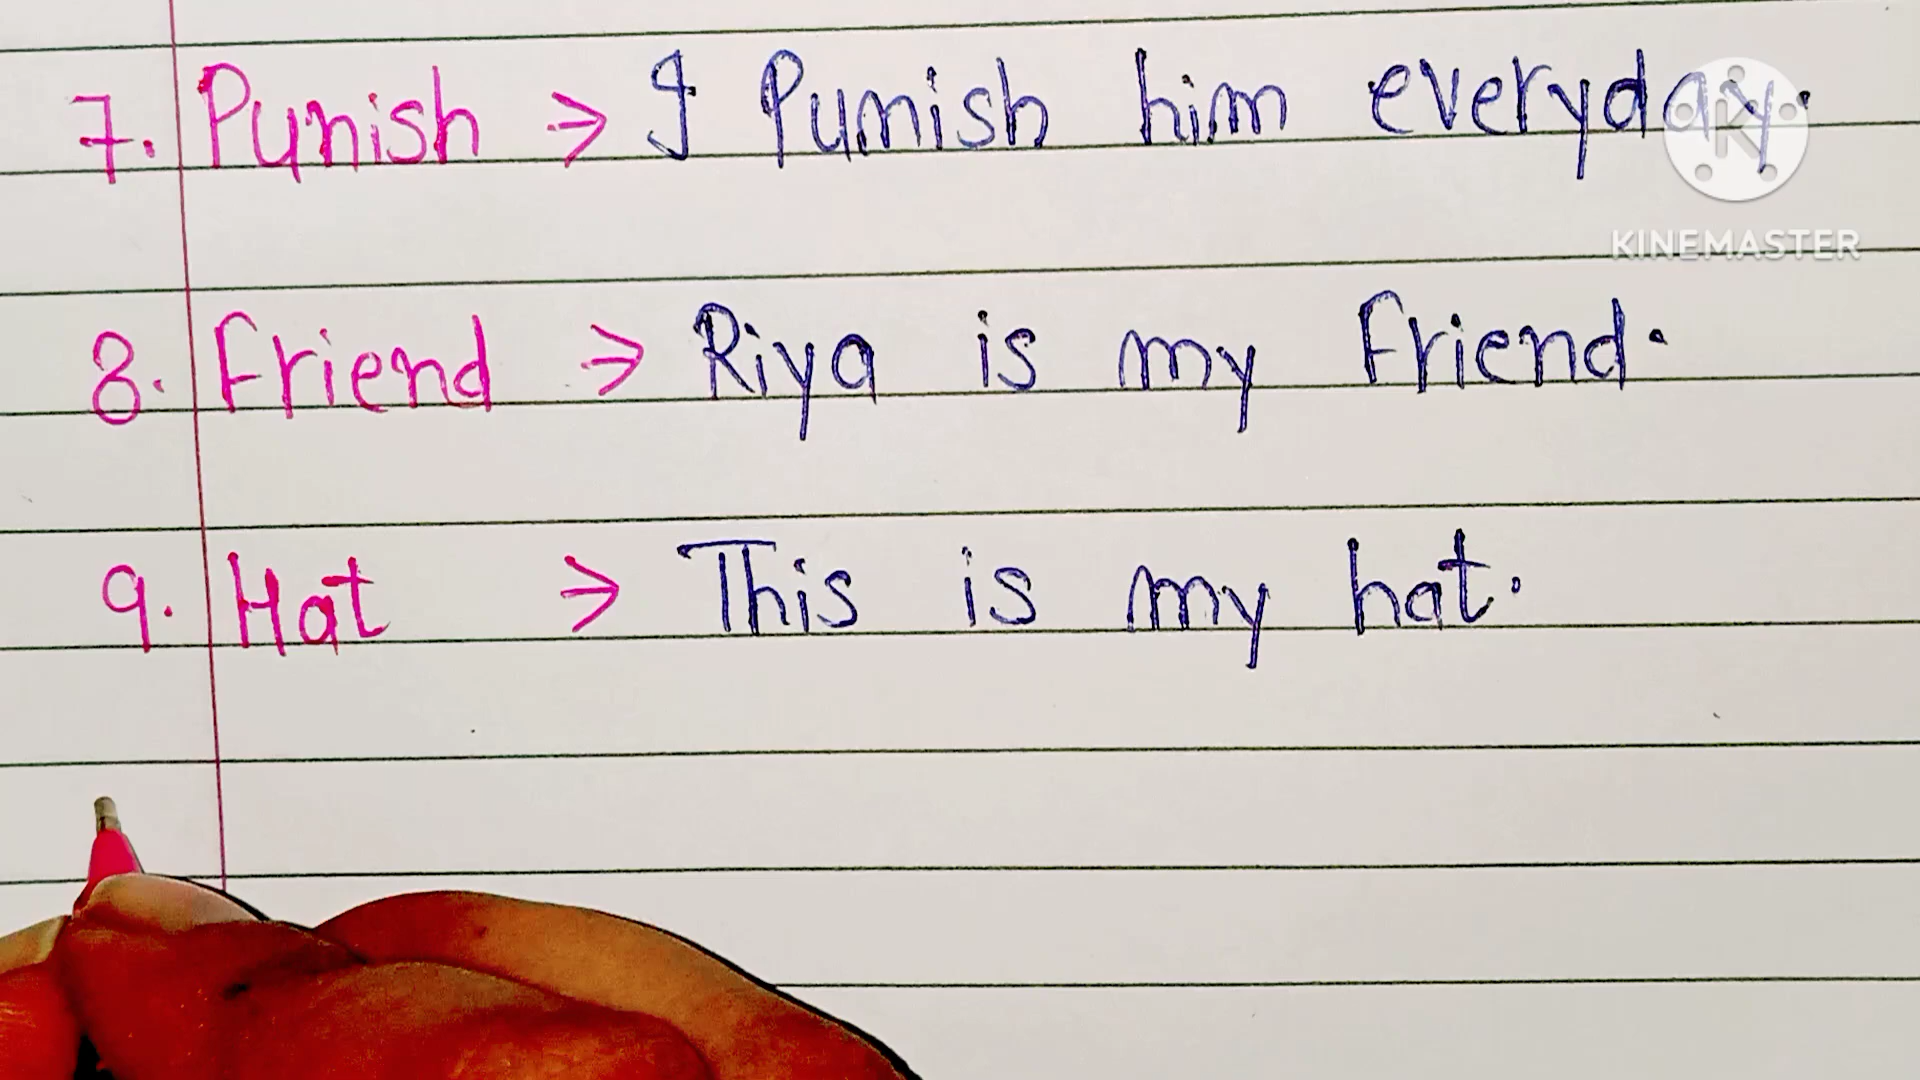 7. Punish → I Punish him everyday.
KINEMASTER
8. Friend → Riya is my Friend.
9. Hat → This is my hat.